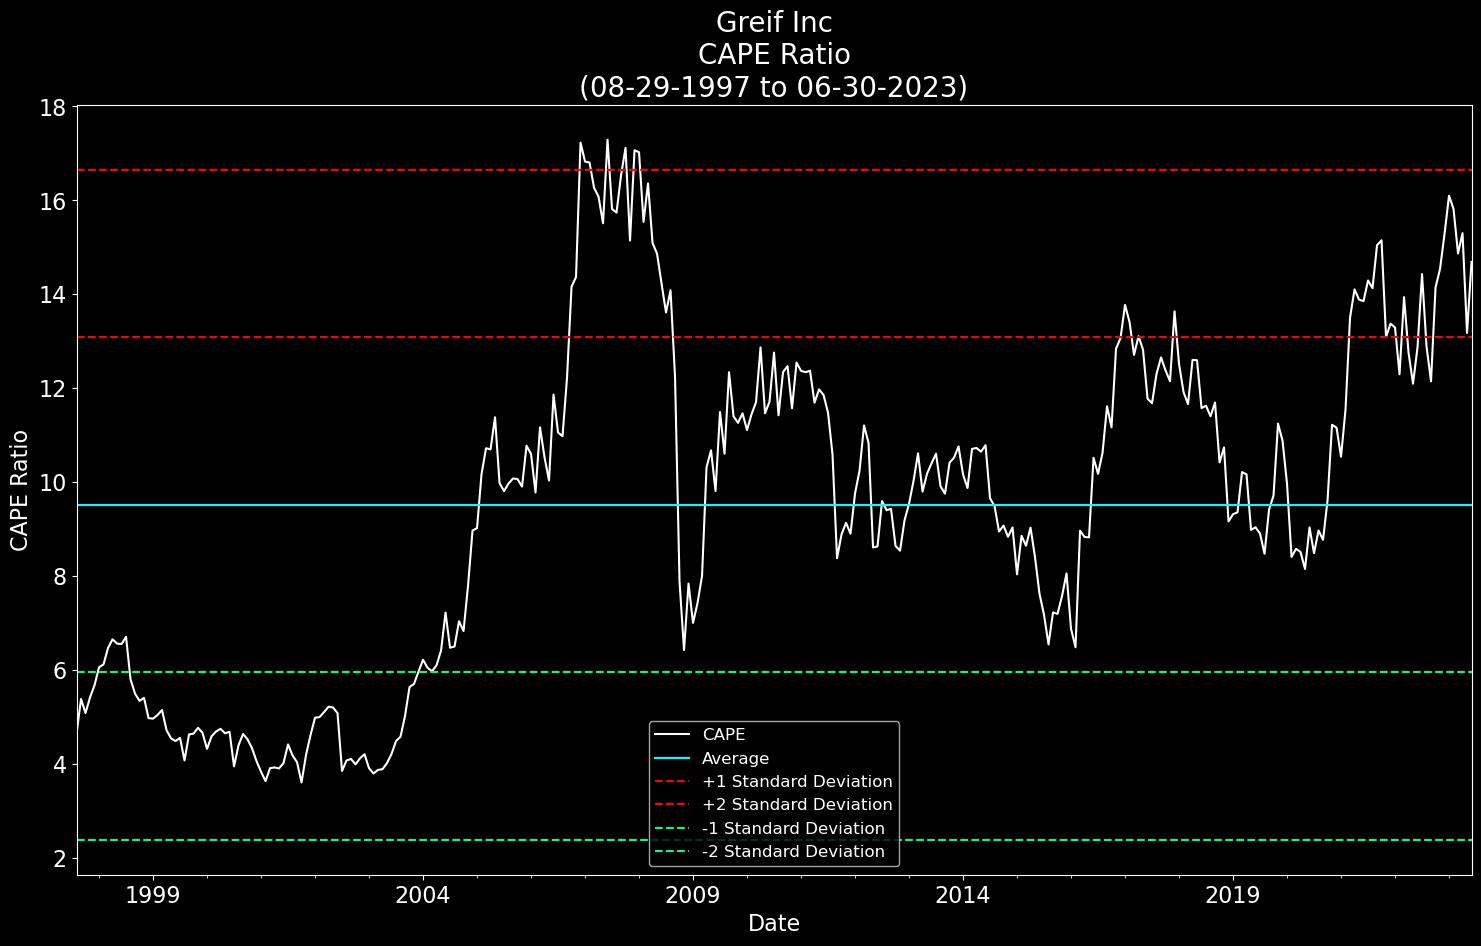 Greif Inc
CAPE Ratio
(08-29-1997 to 06-30-2023)
18
16
14
12
10
8
6
4
2
CAPE Ratio
CAPE
Average
+1 Standard Deviation
+2 Standard Deviation
-1 Standard Deviation
-2 Standard Deviation
1999
2004
2009
2014
2019
Date